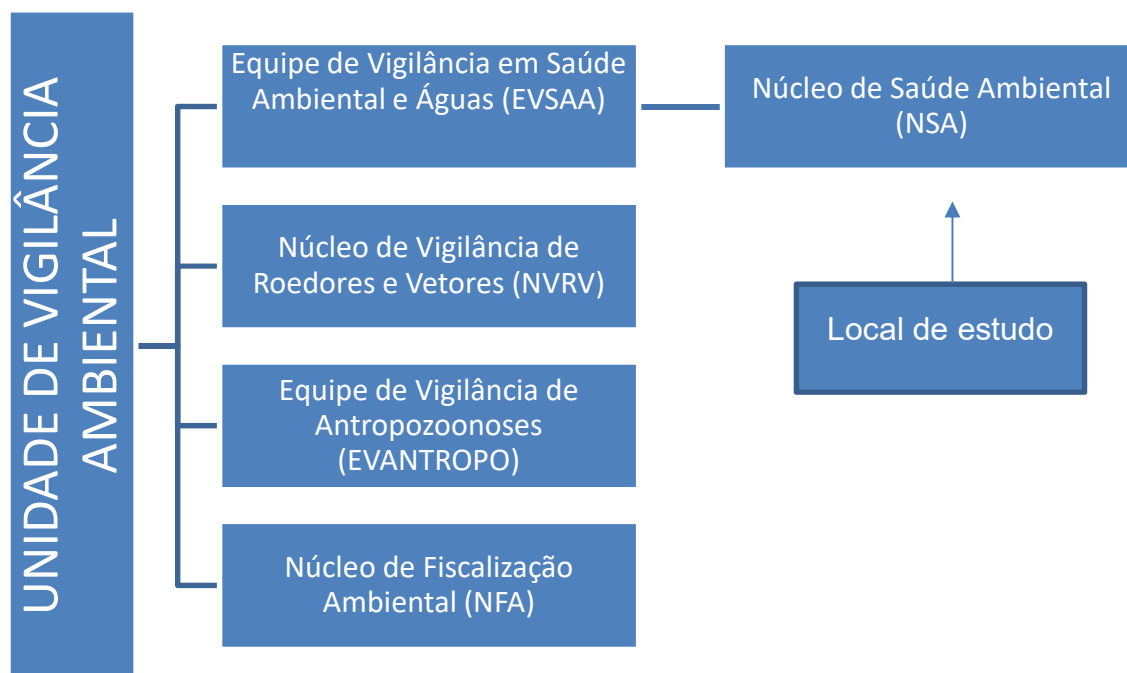 UNIDADE DE VIGILÂNCIA
AMBIENTAL
Equipe de Vigilância em Saúde
Ambiental e Águas (EVSAA)
Núcleo de Saúde Ambiental
(NSA)
Núcleo de Vigilância de
Roedores e Vetores (NVRV)
Local de estudo
Equipe de Vigilância de
Antropozoonoses
(EVANTROPO)
Núcleo de Fiscalização
Ambiental (NFA)